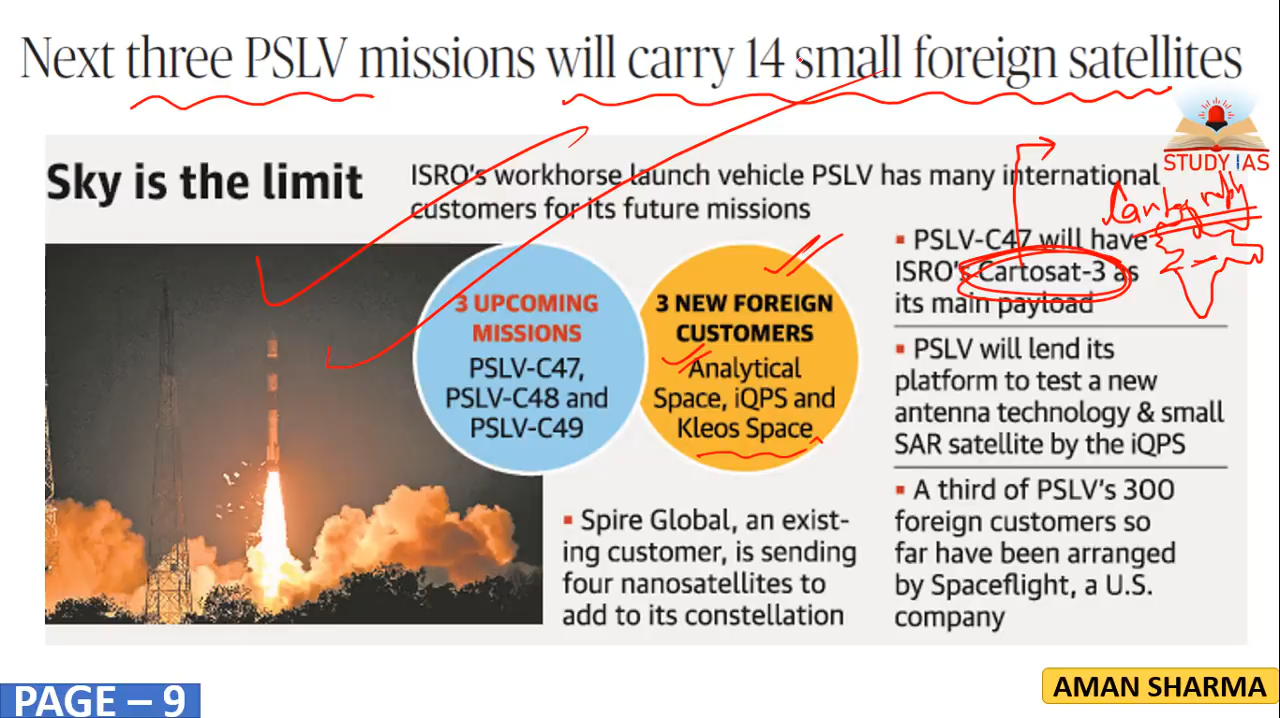 Next three PSLV missions will carry 14 small foreign satellites
STUDY IAS
Sky is the limit
ISRO's workhorse launch vehicle PSLV has many international
customers for its future missions
3 UPCOMING
MISSIONS
PSLV-C47,
PSLV-C48 and
PSLV-C49
3 NEW FOREIGN
CUSTOMERS
Analytical
Space, iQPS and
Kleos Space
▪ Spire Global, an exist-
ing customer, is sending
four nanosatellites to
add to its constellation
▪ PSLV-C47 will have
ISRO's Cartosat-3 as
its main payload
▪ PSLV will lend its
platform to test a new
antenna technology & small
SAR satellite by the iQPS
▪ A third of PSLV's 300
foreign customers so
far have been arranged
by Spaceflight, a U.S.
company
PAGE – 9
AMAN SHARMA